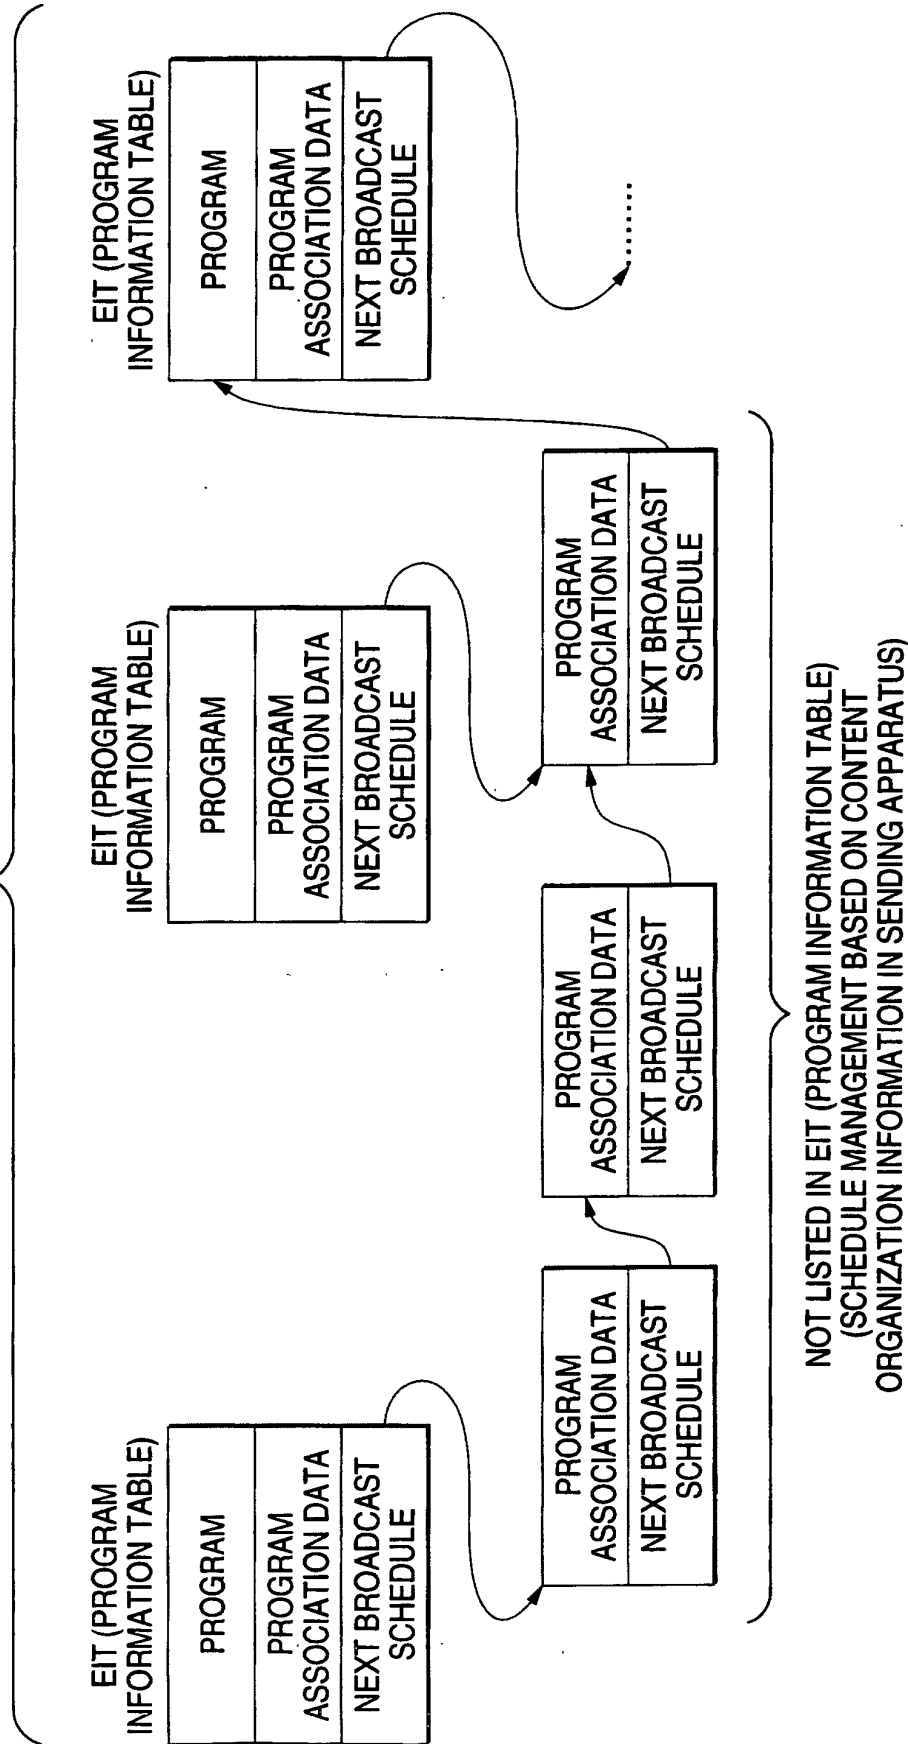 EIT (PROGRAM
INFORMATION TABLE)
PROGRAM
PROGRAM
ASSOCIATION DATA
NEXT BROADCAST
SCHEDULE
EIT (PROGRAM
INFORMATION TABLE)
PROGRAM
PROGRAM
ASSOCIATION DATA
NEXT BROADCAST
SCHEDULE
EIT (PROGRAM
INFORMATION TABLE)
PROGRAM
PROGRAM
ASSOCIATION DATA
NEXT BROADCAST
SCHEDULE
PROGRAM
ASSOCIATION DATA
NEXT BROADCAST
SCHEDULE
PROGRAM
ASSOCIATION DATA
NEXT BROADCAST
SCHEDULE
PROGRAM
ASSOCIATION DATA
NEXT BROADCAST
SCHEDULE
.......
NOT LISTED IN EIT (PROGRAM INFORMATION TABLE)
(SCHEDULE MANAGEMENT BASED ON CONTENT
ORGANIZATION INFORMATION IN SENDING APPARATUS)